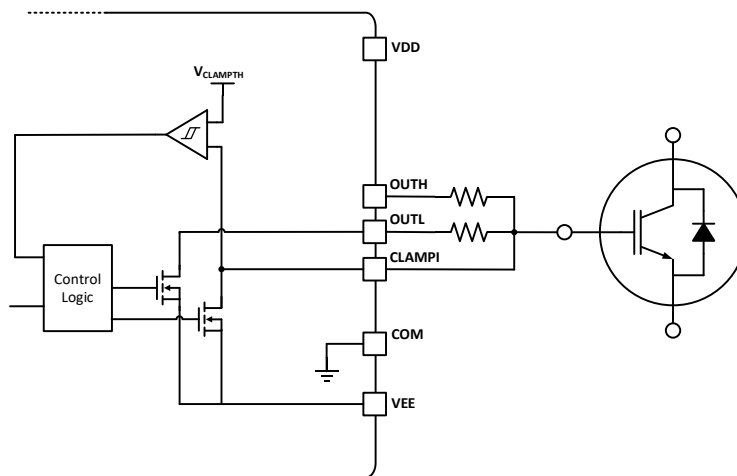 VDD
VCLAMPTH
OUTH
OUTL
CLAMPI
Control
Logic
COM
VEE